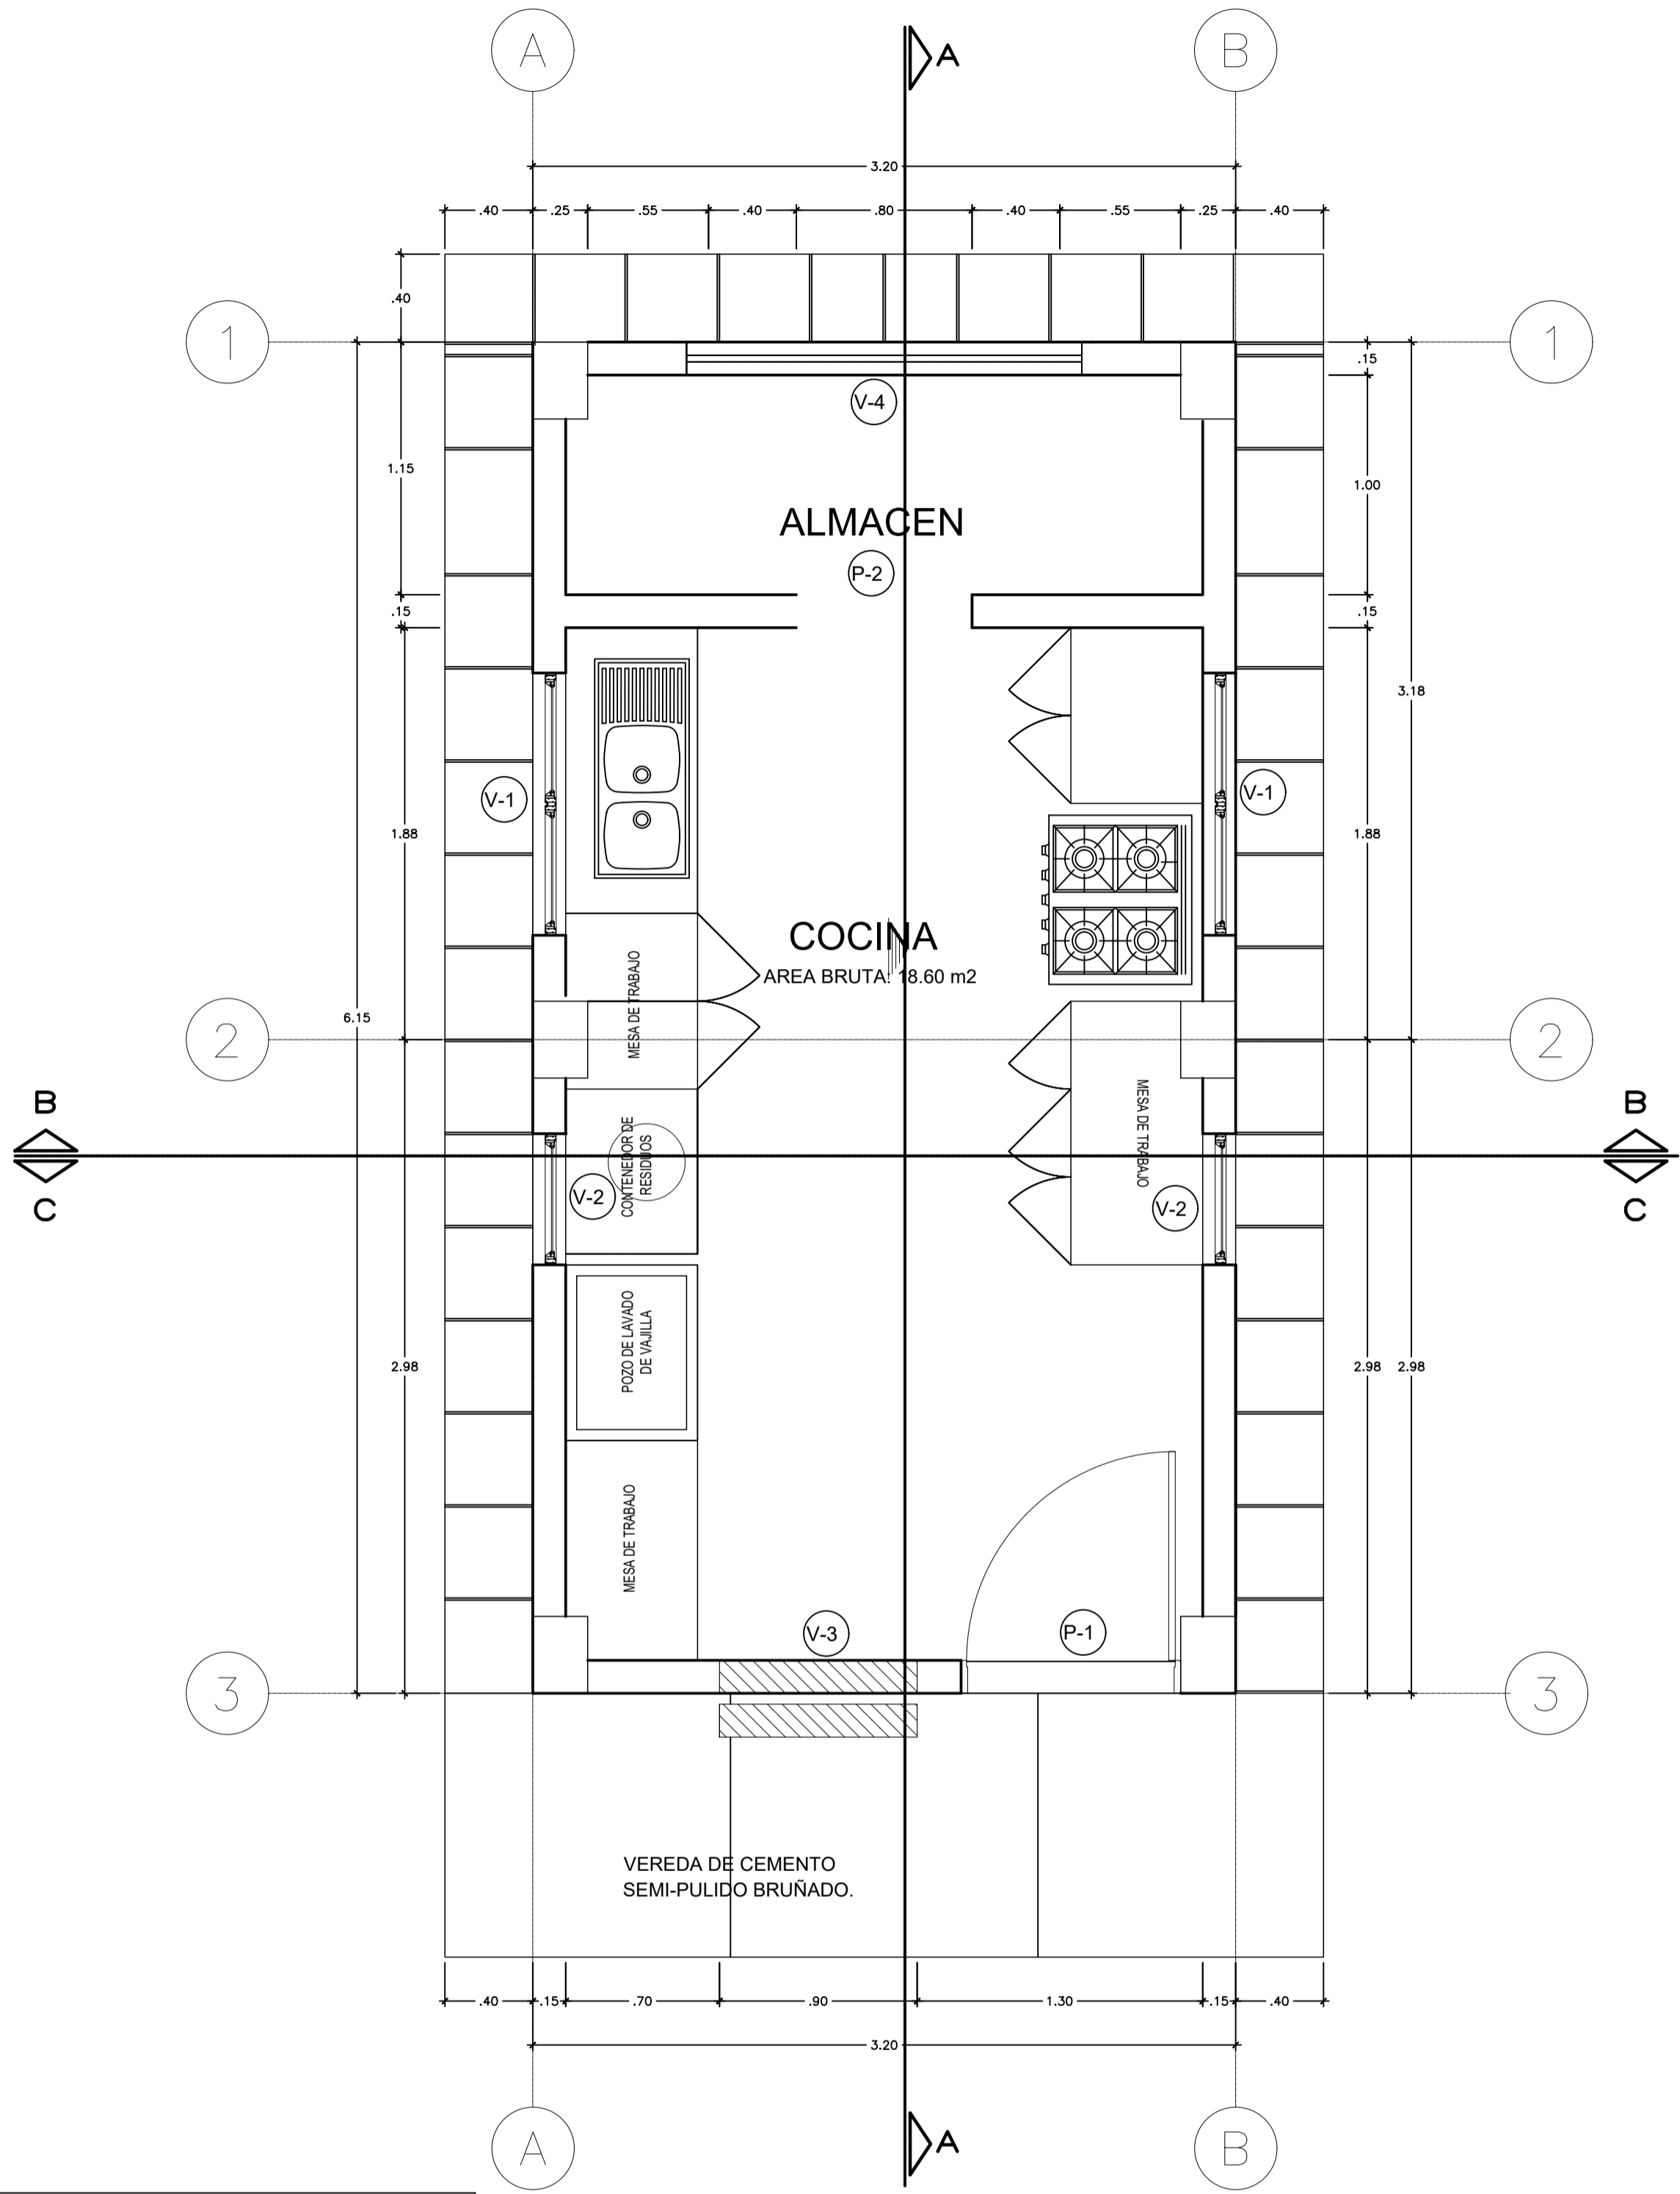 A
B
A
3.20
.40
.25
.55
.40
.80
.40
.55
.25
.40
.40
1
1
.15
V-4
1.15
1.00
ALMACEN
P-2
.15
.15
3.18
V-1
V-1
1.88
1.88
COCINA
AREA BRUTA: 18.60 m2
MESA DE TRABAJO
6.15
2
2
B
B
MESA DE TRABAJO
CONTENEDOR DE
RESIDUOS
V-2
V-2
C
C
POZO DE LAVADO
DE VAJILLA
2.98
2.98
2.98
MESA DE TRABAJO
V-3
P-1
3
3
VEREDA DE CEMENTO
SEMI-PULIDO BRUÑADO.
.40
.15
.70
.90
1.30
.15
.40
3.20
A
A
B